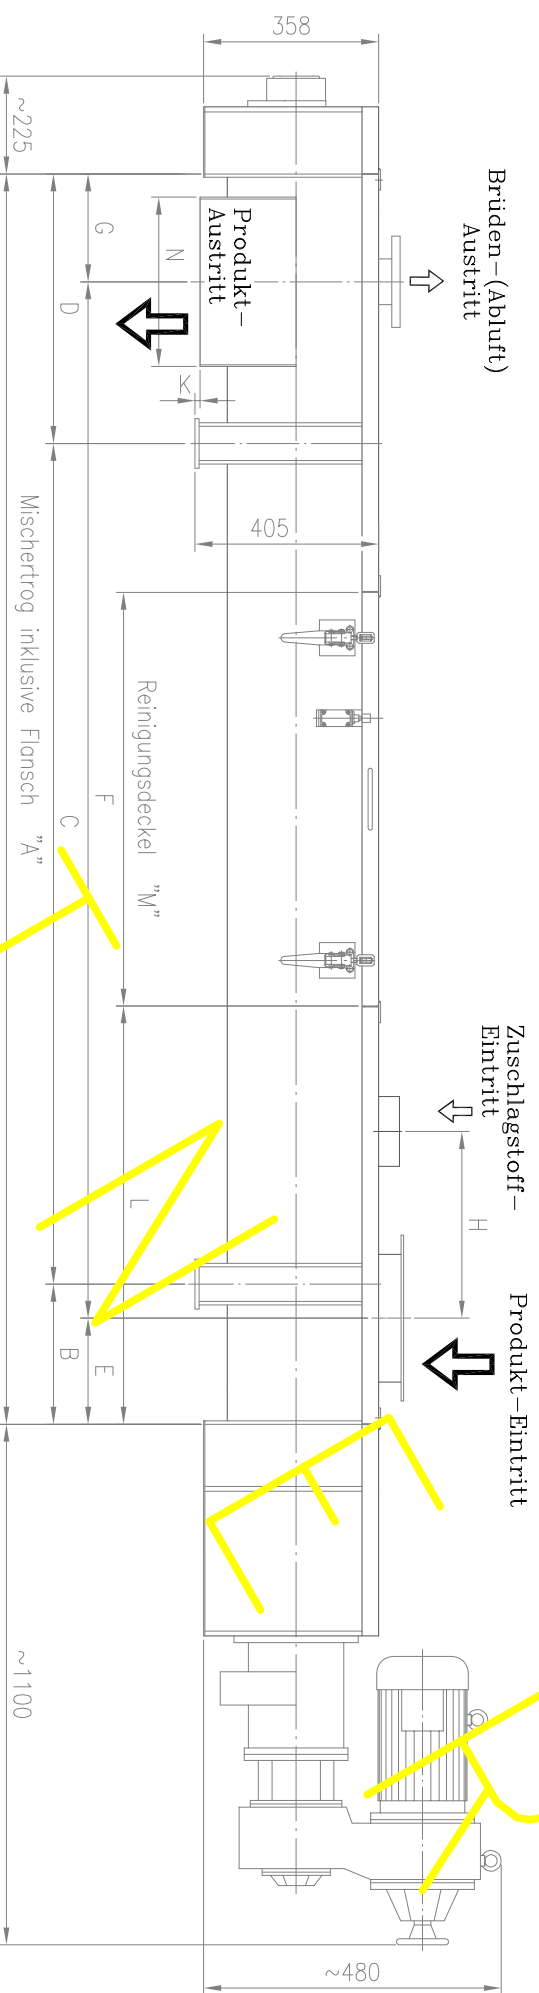 358
~225
Brüden-(Abluft)
Austritt
Produkt-
Austritt
G
N
D
K
405
Mischertrog inklusive Flansch "A"
Reinigungsdeckel "M"
F
C
Zuschlagstoff-
Eintritt
H
L
Produkt-Eintritt
B
E
~1100
~480